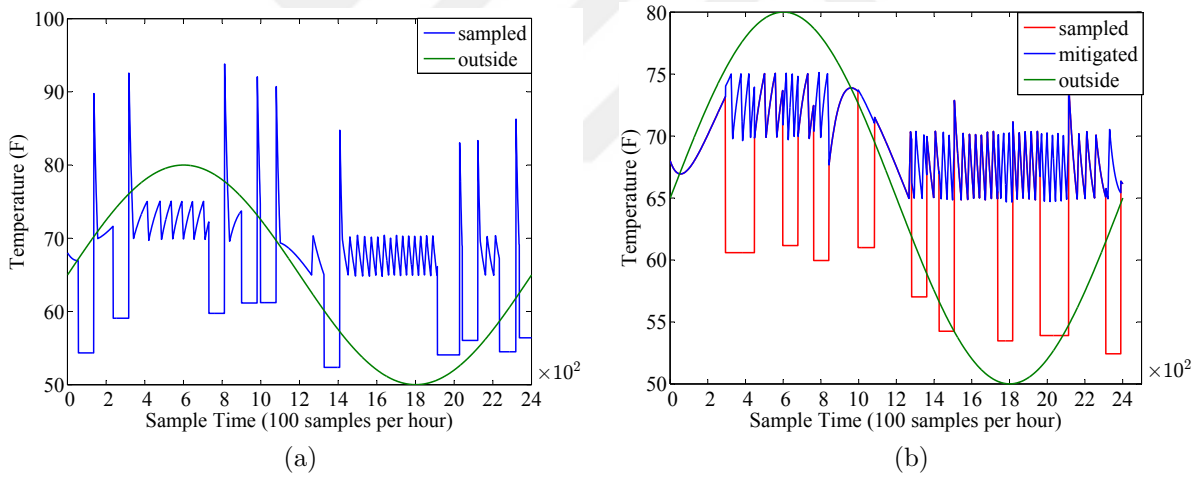 100
90
80
70
60
50
Temperature (F)
sampled
outside
0 2 4 6 8 10 12 14 16 18 20 22 24
×10²
Sample Time (100 samples per hour)
(a)
80
75
70
65
60
55
50
Temperature (F)
sampled
mitigated
outside
0 2 4 6 8 10 12 14 16 18 20 22 24
×10²
Sample Time (100 samples per hour)
(b)